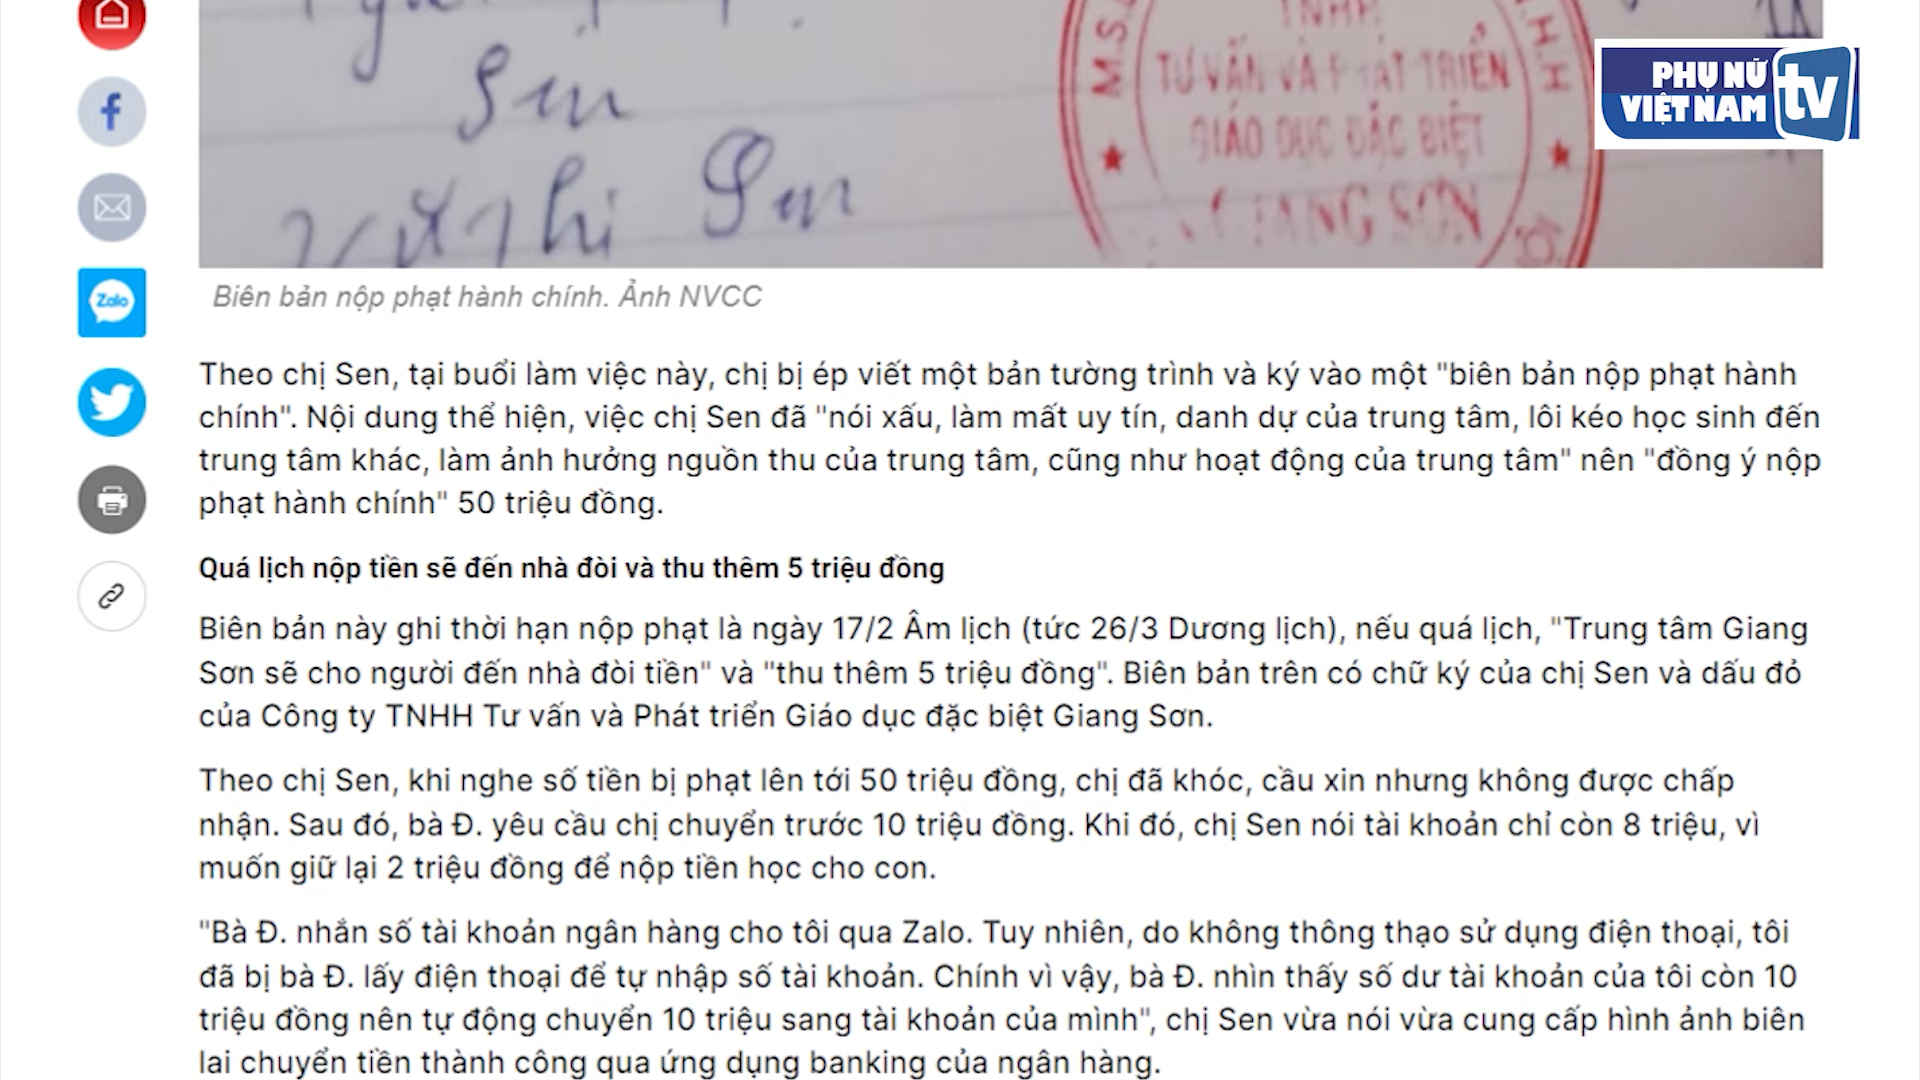 Sen
Vũ Thị Sen
TNHH
TƯ VẤN VÀ PHÁT TRIỂN
GIÁO DỤC ĐẶC BIỆT
GIANG SƠN
PHỤ NỮ
VIỆT NAM
tv
Zalo
Biên bản nộp phạt hành chính. Ảnh NVCC
Theo chị Sen, tại buổi làm việc này, chị bị ép viết một bản tường trình và ký vào một "biên bản nộp phạt hành
chính". Nội dung thể hiện, việc chị Sen đã "nói xấu, làm mất uy tín, danh dự của trung tâm, lôi kéo học sinh đến
trung tâm khác, làm ảnh hưởng nguồn thu của trung tâm, cũng như hoạt động của trung tâm" nên "đồng ý nộp
phạt hành chính" 50 triệu đồng.
Quá lịch nộp tiền sẽ đến nhà đòi và thu thêm 5 triệu đồng
Biên bản này ghi thời hạn nộp phạt là ngày 17/2 Âm lịch (tức 26/3 Dương lịch), nếu quá lịch, "Trung tâm Giang
Sơn sẽ cho người đến nhà đòi tiền" và "thu thêm 5 triệu đồng". Biên bản trên có chữ ký của chị Sen và dấu đỏ
của Công ty TNHH Tư vấn và Phát triển Giáo dục đặc biệt Giang Sơn.
Theo chị Sen, khi nghe số tiền bị phạt lên tới 50 triệu đồng, chị đã khóc, cầu xin nhưng không được chấp
nhận. Sau đó, bà Đ. yêu cầu chị chuyển trước 10 triệu đồng. Khi đó, chị Sen nói tài khoản chỉ còn 8 triệu, vì
muốn giữ lại 2 triệu đồng để nộp tiền học cho con.
"Bà Đ. nhắn số tài khoản ngân hàng cho tôi qua Zalo. Tuy nhiên, do không thông thạo sử dụng điện thoại, tôi
đã bị bà Đ. lấy điện thoại để tự nhập số tài khoản. Chính vì vậy, bà Đ. nhìn thấy số dư tài khoản của tôi còn 10
triệu đồng nên tự động chuyển 10 triệu sang tài khoản của mình", chị Sen vừa nói vừa cung cấp hình ảnh biên
lai chuyển tiền thành công qua ứng dụng banking của ngân hàng.